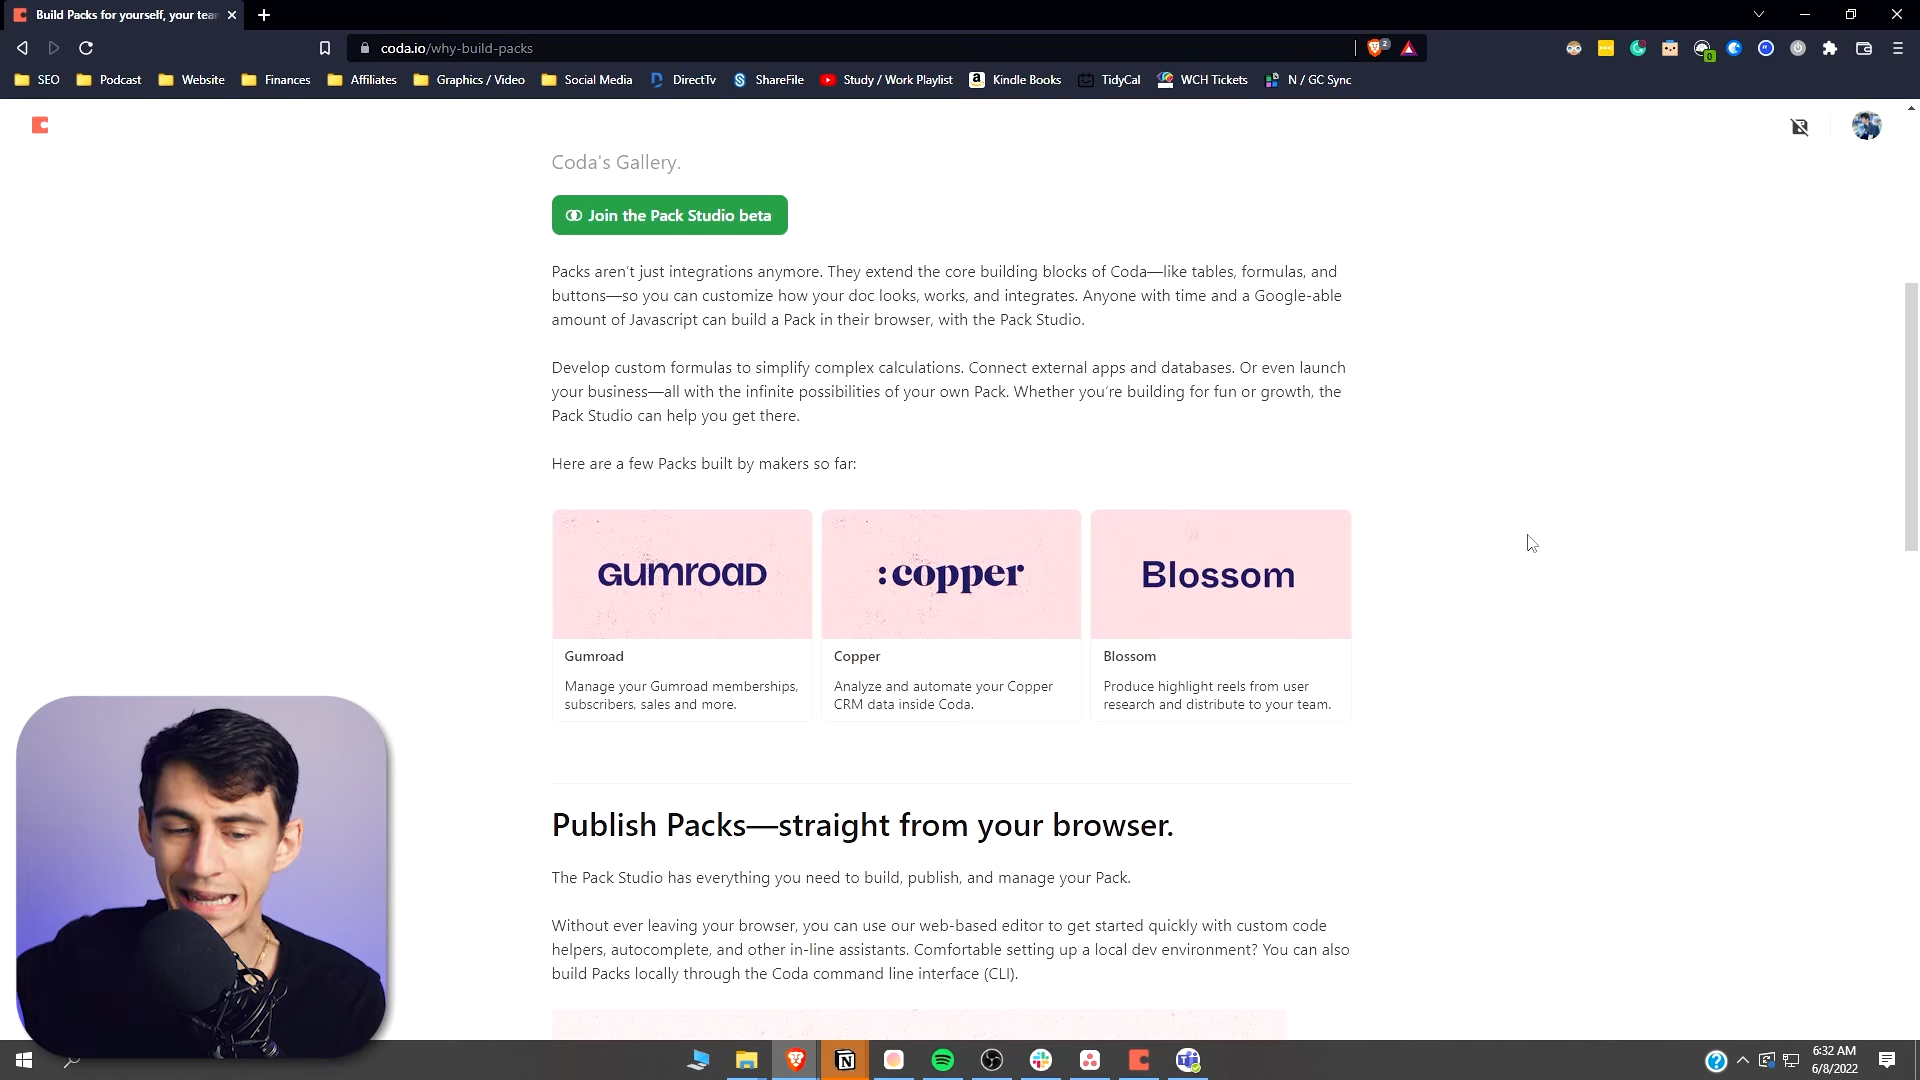 Build Packs for yourself, your tea
coda.io/why-build-packs
2
0
SEO
Podcast
Website
Finances
Affiliates
Graphics / Video
Social Media
DirectTv
ShareFile
Study / Work Playlist
Kindle Books
TidyCal
WCH Tickets
N / GC Sync
Coda's Gallery.
Join the Pack Studio beta
Packs aren't just integrations anymore. They extend the core building blocks of Coda—like tables, formulas, and
buttons—so you can customize how your doc looks, works, and integrates. Anyone with time and a Google-able
amount of Javascript can build a Pack in their browser, with the Pack Studio.
Develop custom formulas to simplify complex calculations. Connect external apps and databases. Or even launch
your business—all with the infinite possibilities of your own Pack. Whether you're building for fun or growth, the
Pack Studio can help you get there.
Here are a few Packs built by makers so far:
GUMROAD
:copper
Blossom
Gumroad
Manage your Gumroad memberships,
subscribers, sales and more.
Copper
Analyze and automate your Copper
CRM data inside Coda.
Blossom
Produce highlight reels from user
research and distribute to your team.
Publish Packs—straight from your browser.
The Pack Studio has everything you need to build, publish, and manage your Pack.
Without ever leaving your browser, you can use our web-based editor to get started quickly with custom code
helpers, autocomplete, and other in-line assistants. Comfortable setting up a local dev environment? You can also
build Packs locally through the Coda command line interface (CLI).
6:32 AM
6/8/2022